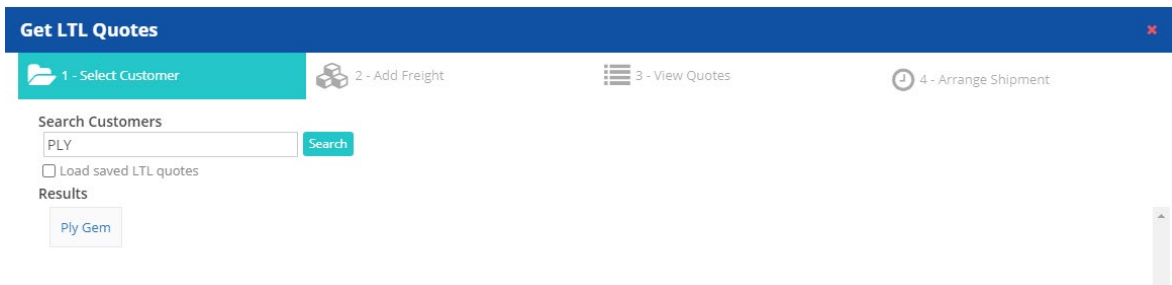 Get LTL Quotes
1 - Select Customer
2 - Add Freight
3 - View Quotes
4 - Arrange Shipment
Search Customers
PLY
Search
Load saved LTL quotes
Results
Ply Gem